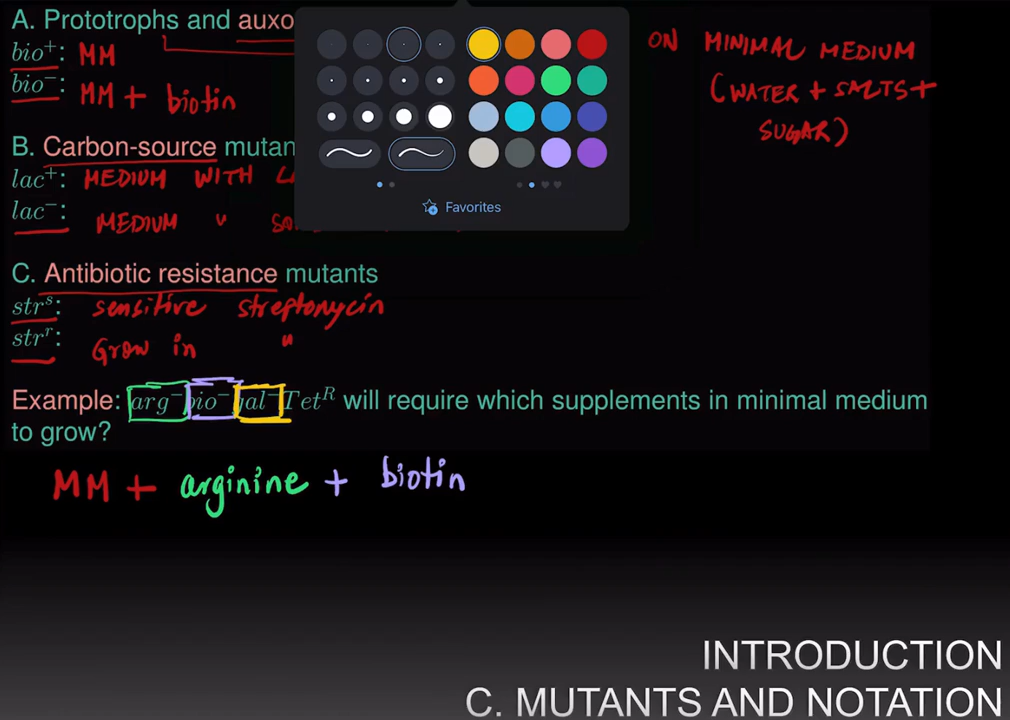 A. Prototrophs and auxo
ON MINIMAL MEDIUM
(WATER + SALTS +
SUGAR)
bio⁺: MM
bio⁻: MM + biotin
B. Carbon-source mutan
lac⁺: MEDIUM WITH
lac⁻: MEDIUM "
Favorites
C. Antibiotic resistance mutants
strˢ: sensitive streptomycin
strʳ: Grow in "
Example: arg⁻bio⁻gal⁻Tetᴿ will require which supplements in minimal medium
to grow?
MM + arginine + biotin
INTRODUCTION
C. MUTANTS AND NOTATION